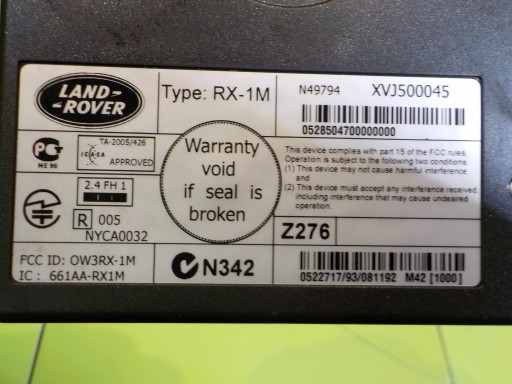 LAND-
-ROVER
Type: RX-1M
N49794 XVJ500045
0528504700000000
TA-2005/426
ICASA
APPROVED
ME 96
Warranty
void
if seal is
broken
This device complies with part 15 of the FCC rules
Operation is subject to the following two conditions
(1) This device may not cause harmful interference.
and
(2) This device must accept any interference received
including interference that may cause undesired
operation.
2.4 FH 1
R 005
NYCA0032
Z276
FCC ID: OW3RX-1M
IC : 661AA-RX1M
N342
0522717/93/081192 M42 [1000]